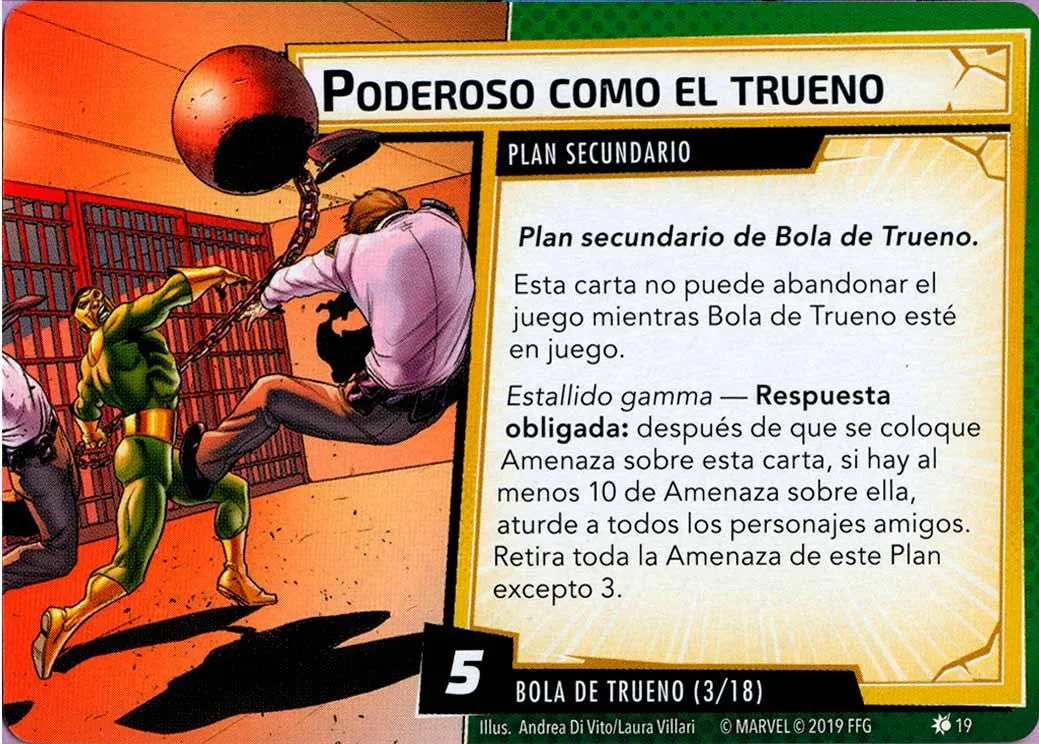 PODEROSO COMO EL TRUENO
PLAN SECUNDARIO
Plan secundario de Bola de Trueno.
Esta carta no puede abandonar el
juego mientras Bola de Trueno esté
en juego.
Estallido gamma — Respuesta
obligada: después de que se coloque
Amenaza sobre esta carta, si hay al
menos 10 de Amenaza sobre ella,
aturde a todos los personajes amigos.
Retira toda la Amenaza de este Plan
excepto 3.
5
BOLA DE TRUENO (3/18)
Illus. Andrea Di Vito/Laura Villari © MARVEL © 2019 FFG 19